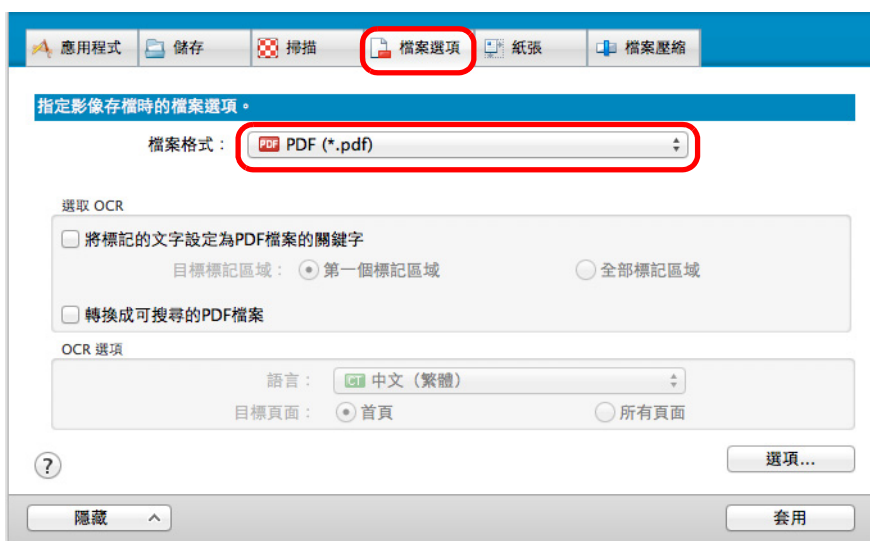 應用程式 儲存 掃描 檔案選項 紙張 檔案壓縮
指定影像存檔時的檔案選項。
檔案格式： PDF PDF (*.pdf)
選取 OCR
將標記的文字設定為PDF檔案的關鍵字
目標標記區域： 第一個標記區域 全部標記區域
轉換成可搜尋的PDF檔案
OCR 選項
語言： CT 中文（繁體）
目標頁面： 首頁 所有頁面
? 選項...
隱藏 套用